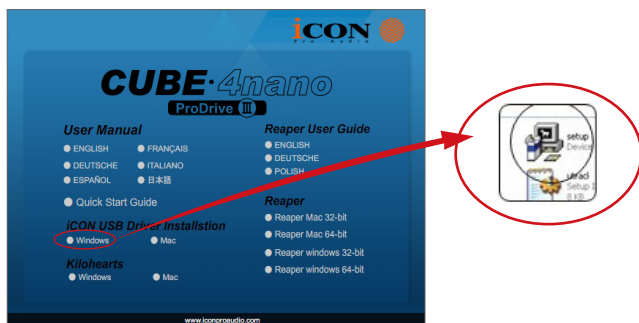 iCON
Pro Audio
CUBE·4nano
ProDrive III
User Manual
ENGLISH
FRANÇAIS
DEUTSCHE
ITALIANO
ESPAÑOL
日本語
Quick Start
Guide
iCON USB Driver Installstion
Windows
Mac
Kilohearts
Windows
Mac
Reaper User Guide
ENGLISH
DEUTSCHE
POLISH
Reaper
Reaper Mac 32-bit
Reaper Mac 64-bit
Reaper windows 32-bit
Reaper windows 64-bit
www.iconproaudio.com
setup
Device
Setup I
8 KB